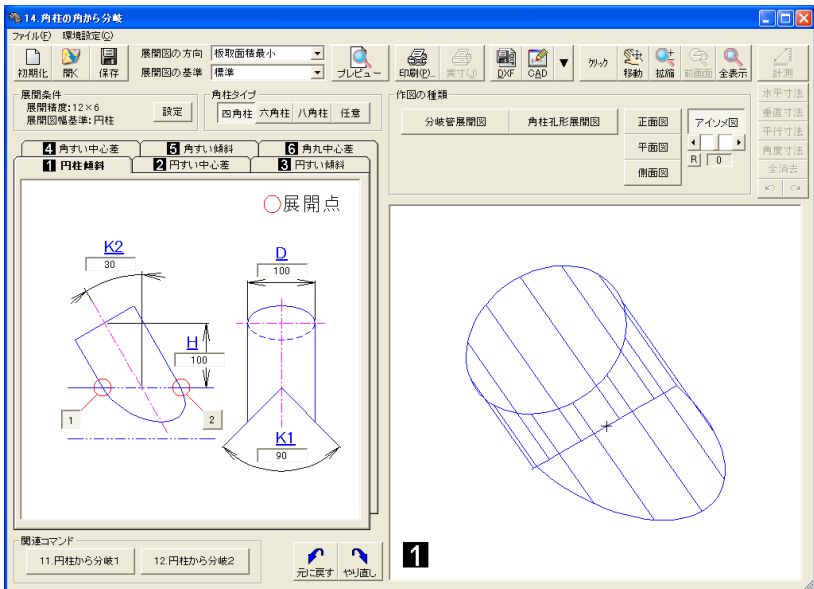 14.角柱の角から分岐
ファイル(F) 環境設定(C)
初期化 開く 保存
展開図の方向 板取面積最小
展開図の基準 標準
プレビュー 印刷(P).. 実寸(J) DXF CAD ▼ クリック 移動 拡縮 前画面 全表示 計測
展開条件
展開精度:12×6
展開図幅基準:円柱
設定
角柱タイプ
四角柱 六角柱 八角柱 任意
作図の種類
分岐管展開図 角柱孔形展開図
正面図
平面図
側面図
アイソメ図
R 0
水平寸法
垂直寸法
平行寸法
角度寸法
全消去
4 角すい中心差 5 角すい傾斜 6 角丸中心差
1 円柱傾斜 2 円すい中心差 3 円すい傾斜
○展開点
K2
30
D
100
H
100
1
2
K1
90
1
関連コマンド
11.円柱から分岐1 12.円柱から分岐2
元に戻す やり直し